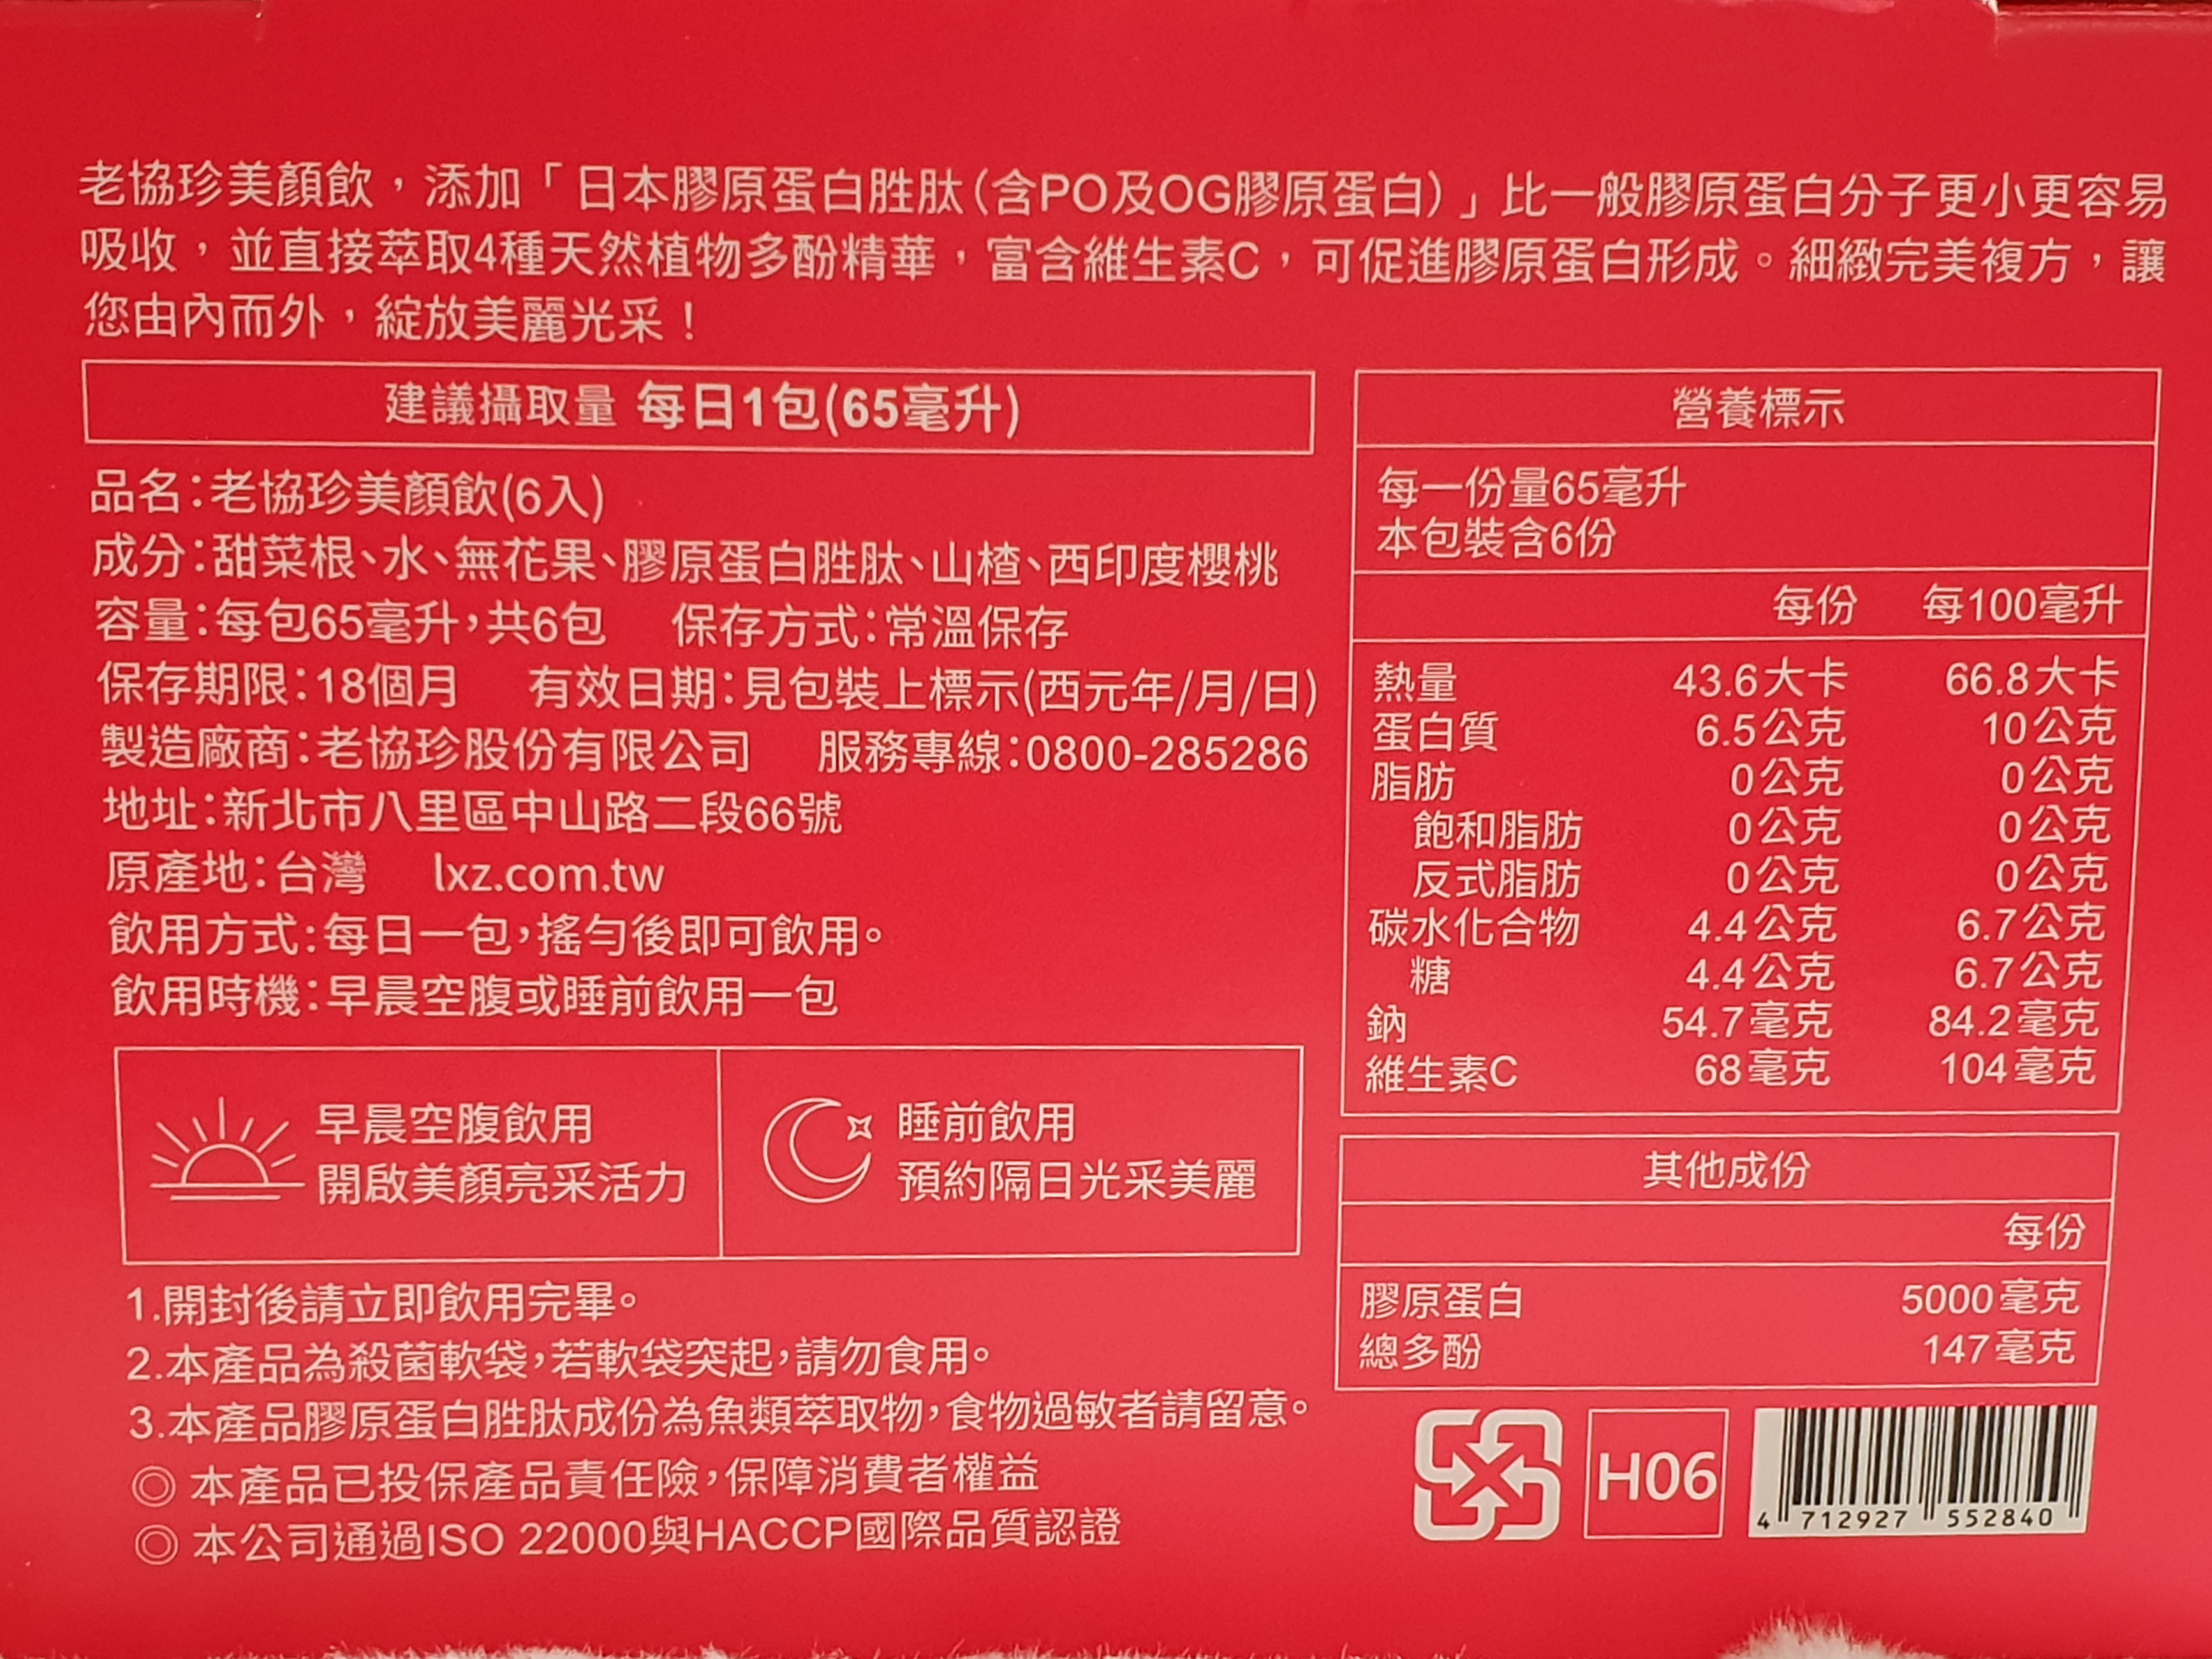 老協珍美顏飲，添加「日本膠原蛋白胜肽(含PO及OG膠原蛋白)」比一般膠原蛋白分子更小更容易
吸收，並直接萃取4種天然植物多酚精華，富含維生素C，可促進膠原蛋白形成。細緻完美複方，讓
您由內而外，綻放美麗光采！
建議攝取量 每日1包(65毫升)
品名:老協珍美顏飲(6入)
成分:甜菜根、水、無花果、膠原蛋白胜肽、山楂、西印度櫻桃
容量:每包65毫升,共6包 保存方式:常溫保存
保存期限:18個月 有效日期:見包裝上標示(西元年/月/日)
製造廠商:老協珍股份有限公司 服務專線:0800-285286
地址:新北市八里區中山路二段66號
原產地:台灣 lxz.com.tw
飲用方式:每日一包,搖勻後即可飲用。
飲用時機:早晨空腹或睡前飲用一包
早晨空腹飲用
開啟美顏亮采活力
睡前飲用
預約隔日光采美麗
1.開封後請立即飲用完畢。
2.本產品為殺菌軟袋,若軟袋突起,請勿食用。
3.本產品膠原蛋白胜肽成份為魚類萃取物,食物過敏者請留意。
◎ 本產品已投保產品責任險,保障消費者權益
◎ 本公司通過ISO 22000與HACCP國際品質認證
營養標示
每一份量65毫升
本包裝含6份
每份 每100毫升
熱量 43.6大卡 66.8大卡
蛋白質 6.5公克 10公克
脂肪 0公克 0公克
飽和脂肪 0公克 0公克
反式脂肪 0公克 0公克
碳水化合物 4.4公克 6.7公克
糖 4.4公克 6.7公克
鈉 54.7毫克 84.2毫克
維生素C 68毫克 104毫克
其他成份
每份
膠原蛋白 5000毫克
總多酚 147毫克
H06
4 712927 552840